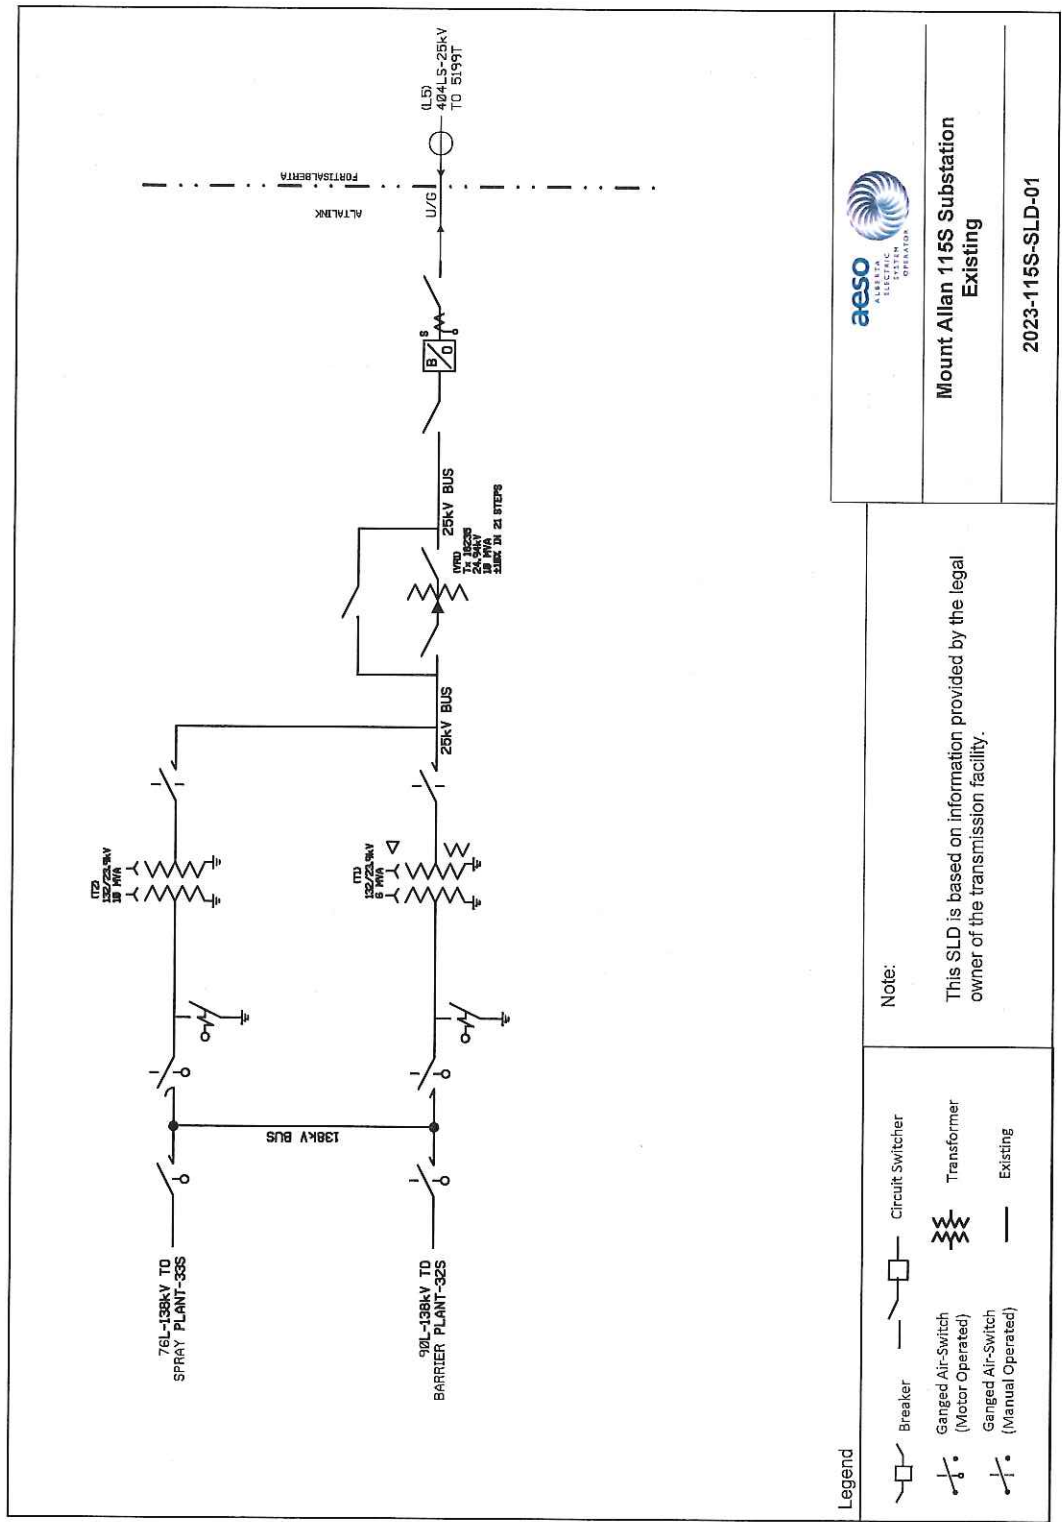 76L-138kV TO
SPRAY PLANT-33S
90L-138kV TO
BARRIER PLANT-32S
138kV BUS
(T2)
132/23.9kV
10 MVA
(T1)
132/23.9kV
6 MVA
25kV BUS
(VR1)
24.94kV
10 MVA
±10% IN 21 STEPS
25kV BUS
B/O
S
U/G
ALTALINK
FORTISALBERTA
(L5)
404LS-25kV
TO 5199T
Legend
Breaker
Circuit Switcher
Ganged Air-Switch
(Motor Operated)
Transformer
Ganged Air-Switch
(Manual Operated)
Existing
Note:
This SLD is based on information provided by the legal
owner of the transmission facility.
aeso
ALBERTA
ELECTRIC
SYSTEM
OPERATOR
Mount Allan 115S Substation
Existing
2023-115S-SLD-01